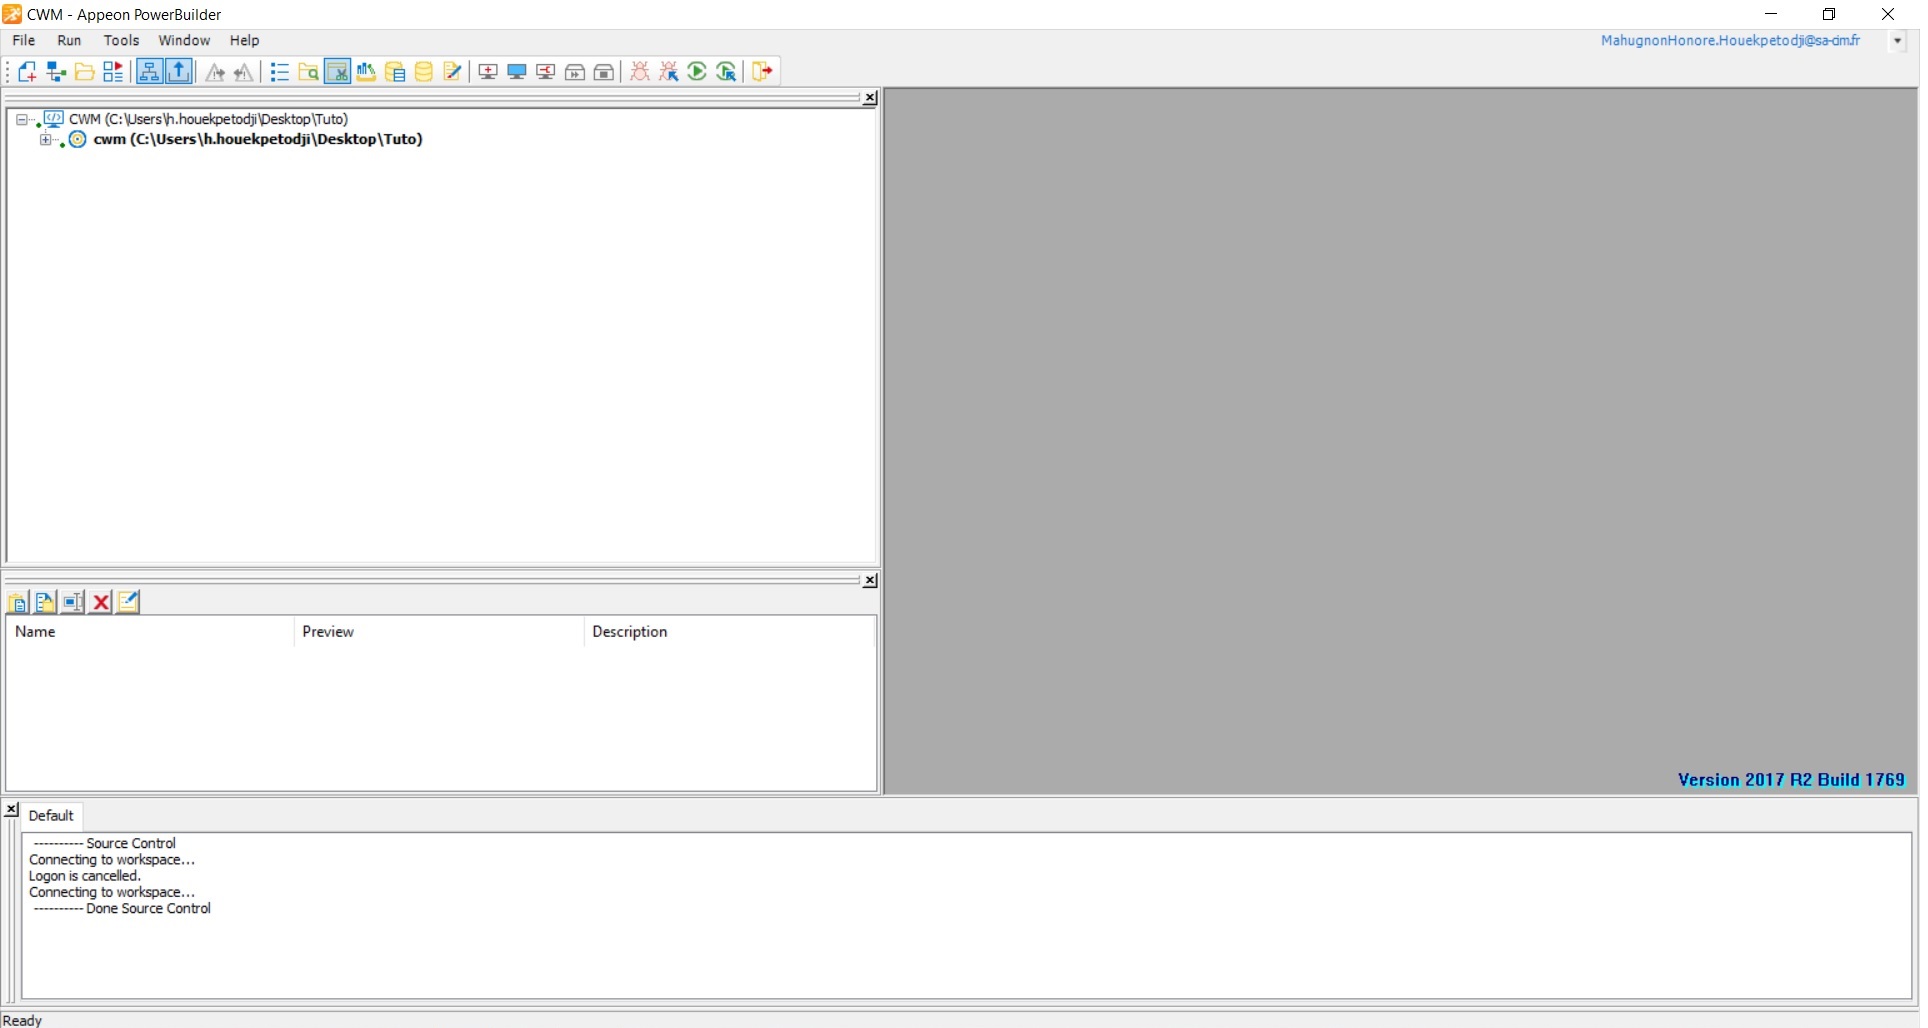 CWM - Appeon PowerBuilder
File Run Tools Window Help
MahugnonHonore.Houekpetodji@sa-cim.fr
CWM (C:\Users\h.houekpetodji\Desktop\Tuto)
cwm (C:\Users\h.houekpetodji\Desktop\Tuto)
Name Preview Description
Version 2017 R2 Build 1769
Default
---------- Source Control
Connecting to workspace...
Logon is cancelled.
Connecting to workspace...
---------- Done Source Control
Ready